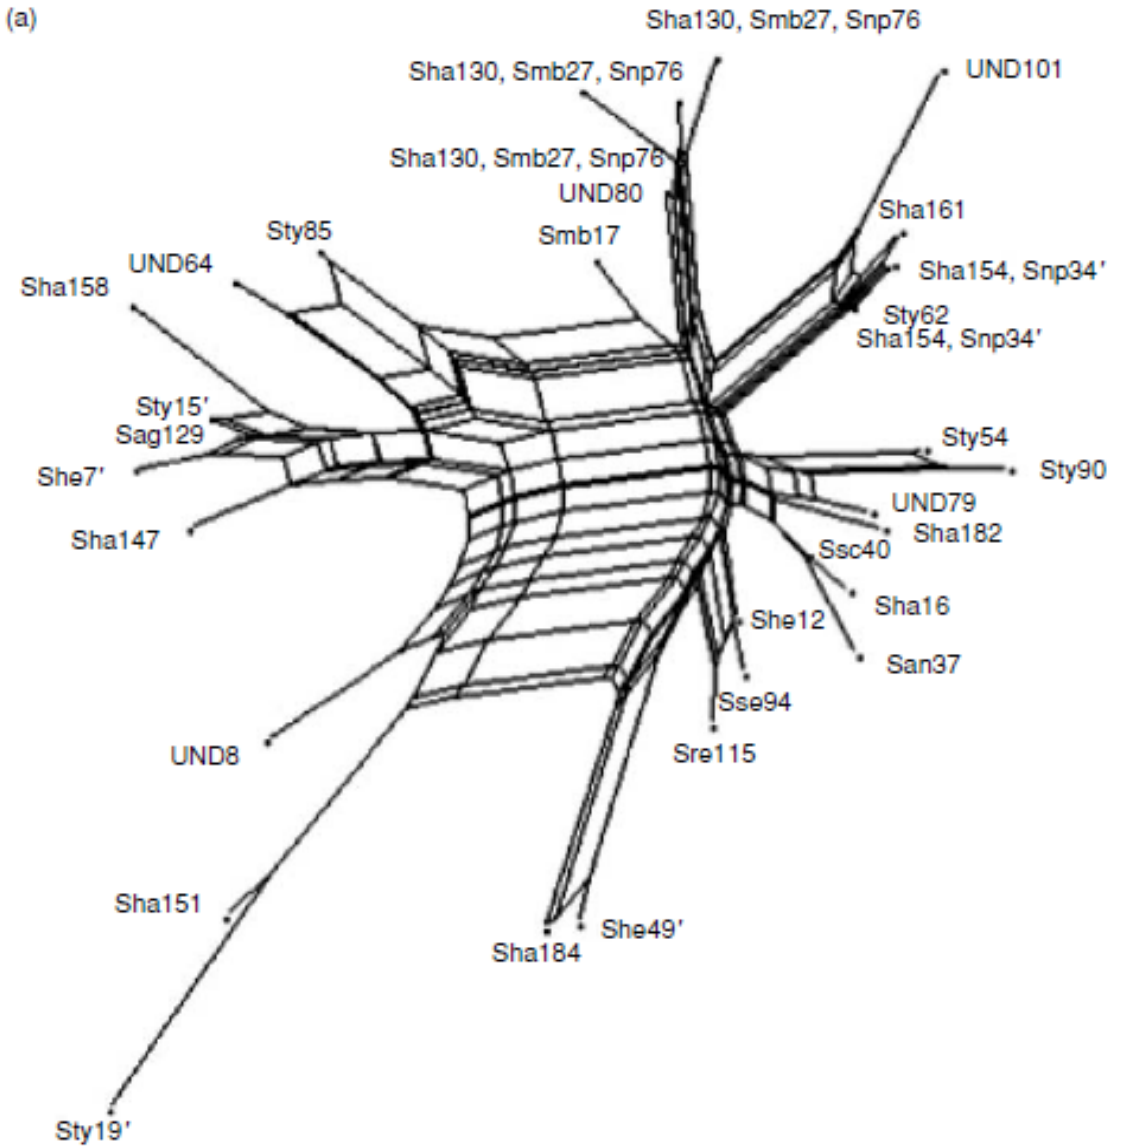 (a)
Sha130, Smb27, Snp76
Sha130, Smb27, Snp76
UND101
Sha130, Smb27, Snp76
UND80
Sha161
Sty85
Smb17
UND64
Sha154, Snp34′
Sha158
Sty62
Sha154, Snp34′
Sty15′
Sag129
Sty54
She7′
Sty90
UND79
Sha147
Sha182
Ssc40
Sha16
She12
San37
Sse94
UND8
Sre115
Sha151
She49′
Sha184
Sty19′